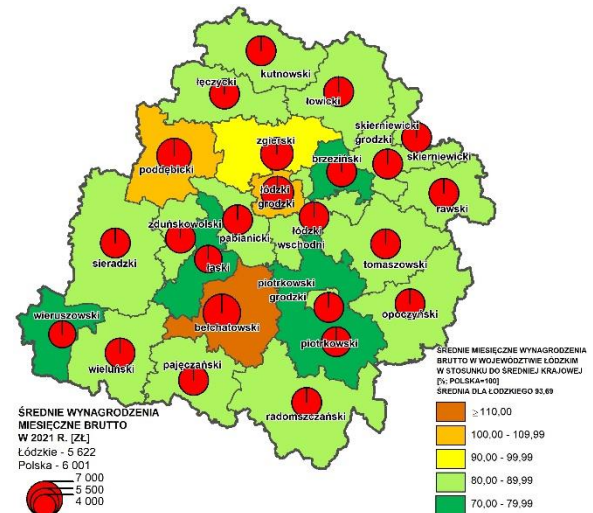 kutnowski
łęczycki
łowicki
skierniewicki
grodzki
zgierski
brzeziński
skierniewicki
poddębicki
łódzki
grodzki
rawski
zduńskowolski
pabianicki
łódzki
wschodni
sieradzki
łaski
tomaszowski
piotrkowski
grodzki
wieruszowski
bełchatowski
opoczyński
piotrkowski
wieluński
pajęczański
radomszczański
ŚREDNIE WYNAGRODZENIA
MIESIĘCZNE BRUTTO
W 2021 R. [ZŁ]
Łódzkie - 5 622
Polska - 6 001
7 000
5 500
4 000
ŚREDNIE MIESIĘCZNE WYNAGRODZENIA
BRUTTO W WOJEWÓDZTWIE ŁÓDZKIM
W STOSUNKU DO ŚREDNIEJ KRAJOWEJ
[%; POLSKA=100]
ŚREDNIA DLA ŁÓDZKIEGO 93,69
≥110,00
100,00 - 109,99
90,00 - 99,99
80,00 - 89,99
70,00 - 79,99